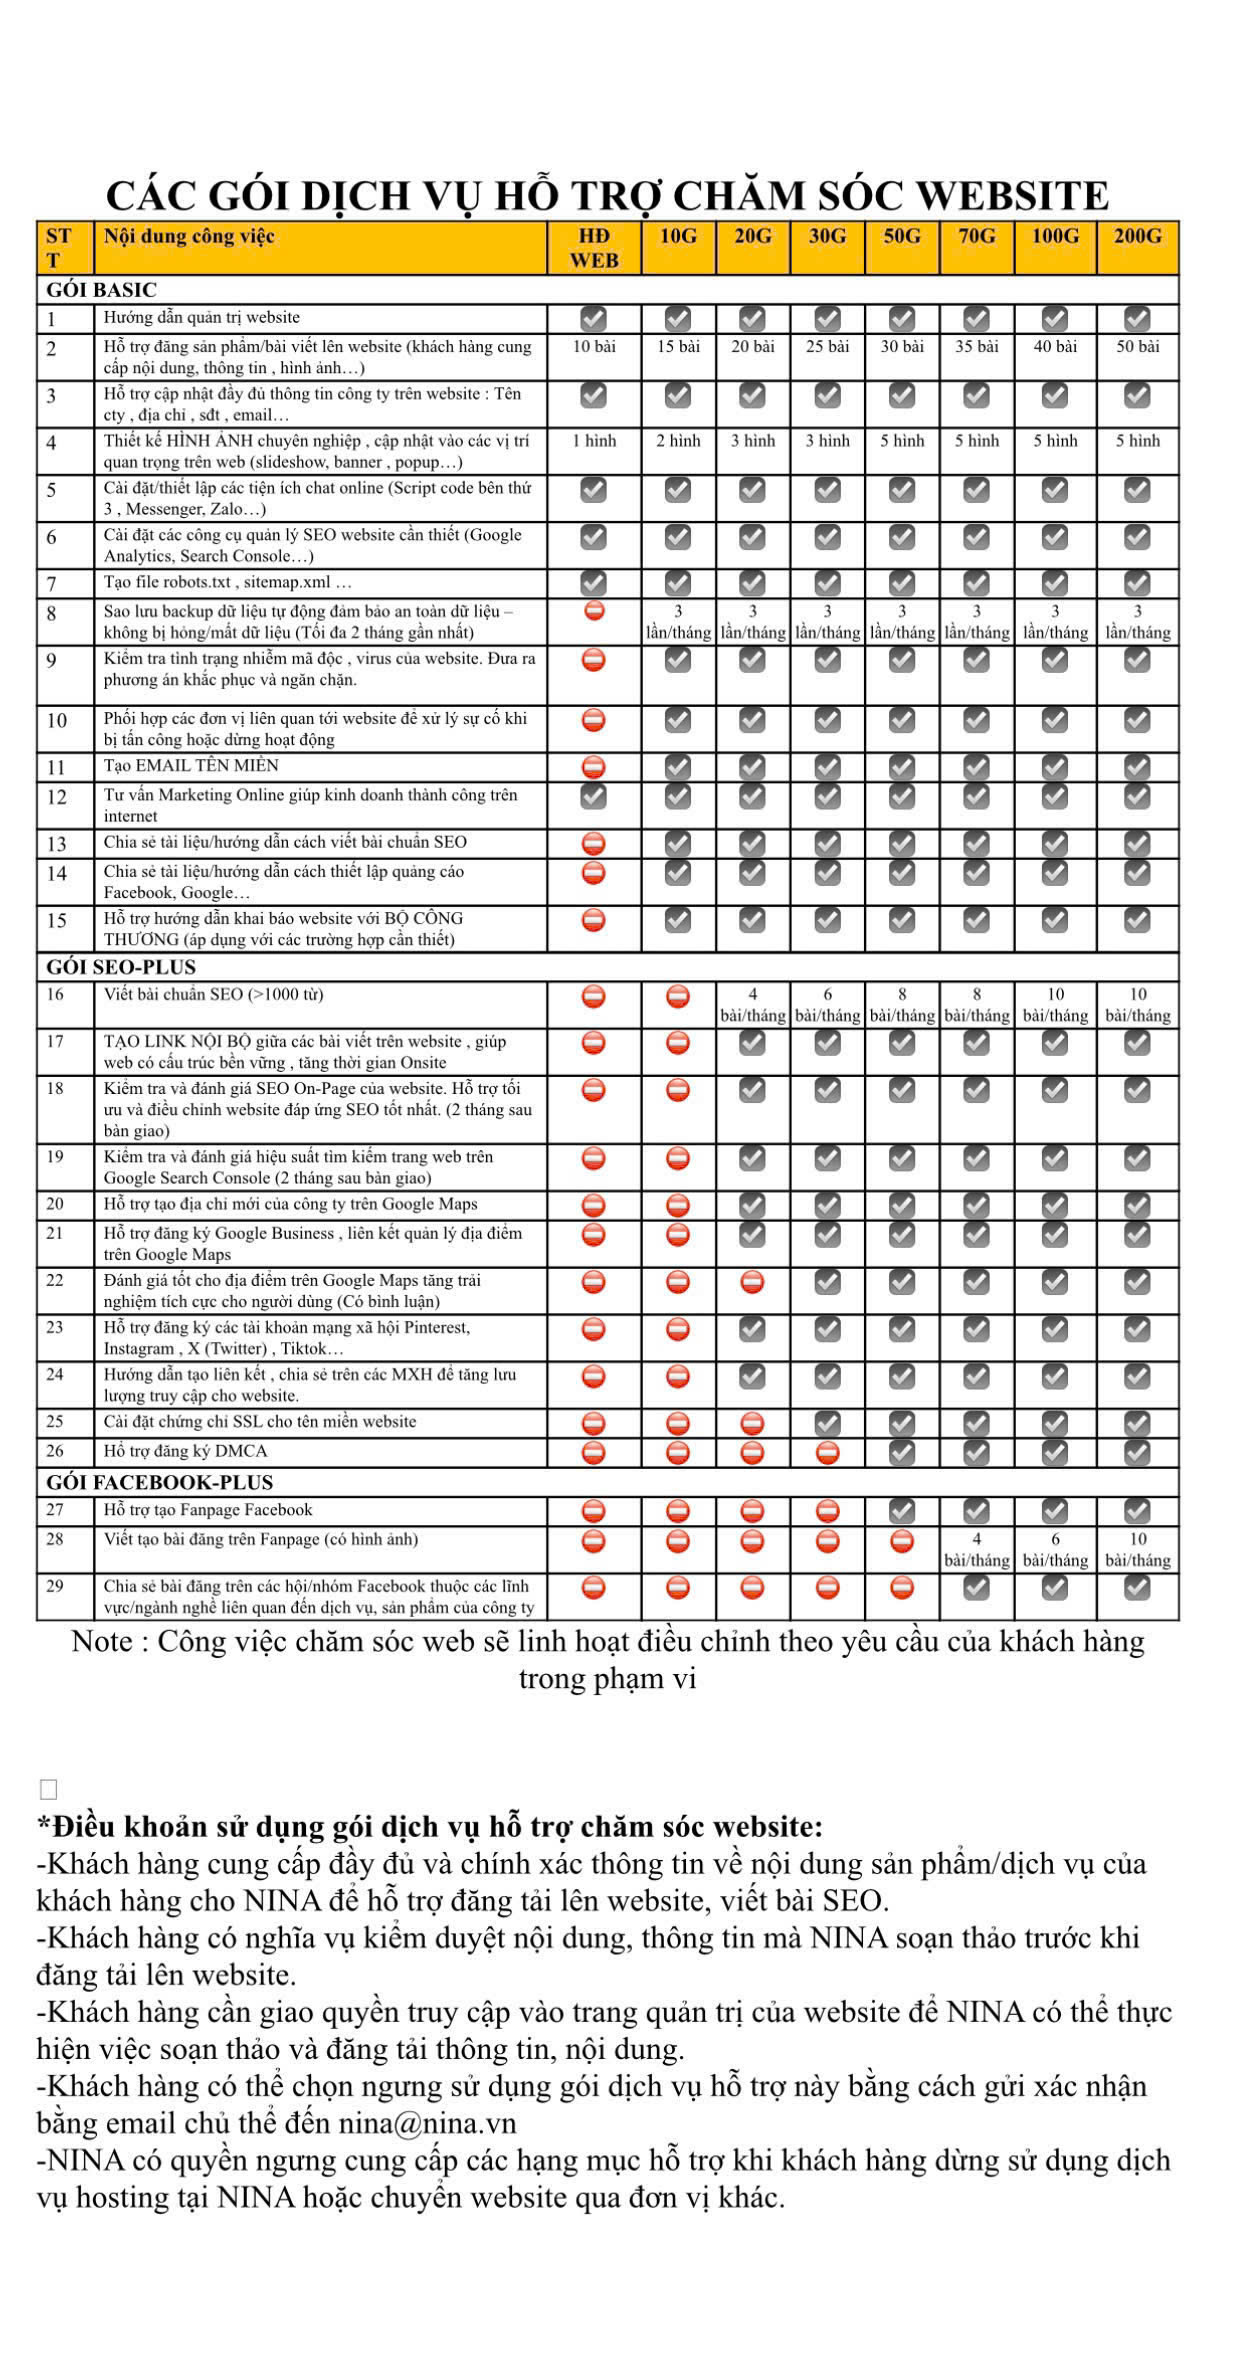 CÁC GÓI DỊCH VỤ HỖ TRỢ CHĂM SÓC WEBSITE
STT Nội dung công việc HĐ WEB 10G 20G 30G 50G 70G 100G 200G
GÓI BASIC
1 Hướng dẫn quản trị website
2 Hỗ trợ đăng sản phẩm/bài viết lên website (khách hàng cung 10 bài 15 bài 20 bài 25 bài 30 bài 35 bài 40 bài 50 bài
cấp nội dung, thông tin , hình ảnh…)
3 Hỗ trợ cập nhật đầy đủ thông tin công ty trên website : Tên
cty , địa chỉ , sđt , email…
4 Thiết kế HÌNH ẢNH chuyên nghiệp , cập nhật vào các vị trí 1 hình 2 hình 3 hình 3 hình 5 hình 5 hình 5 hình 5 hình
quan trọng trên web (slideshow, banner , popup…)
5 Cài đặt/thiết lập các tiện ích chat online (Script code bên thứ
3 , Messenger, Zalo…)
6 Cài đặt các công cụ quản lý SEO website cần thiết (Google
Analytics, Search Console…)
7 Tạo file robots.txt , sitemap.xml …
8 Sao lưu backup dữ liệu tự động đảm bảo an toàn dữ liệu – 3 3 3 3 3 3 3
không bị hỏng/mất dữ liệu (Tối đa 2 tháng gần nhất) lần/tháng lần/tháng lần/tháng lần/tháng lần/tháng lần/tháng lần/tháng
9 Kiểm tra tình trạng nhiễm mã độc , virus của website. Đưa ra
phương án khắc phục và ngăn chặn.
10 Phối hợp các đơn vị liên quan tới website để xử lý sự cố khi
bị tấn công hoặc dừng hoạt động
11 Tạo EMAIL TÊN MIỀN
12 Tư vấn Marketing Online giúp kinh doanh thành công trên
internet
13 Chia sẻ tài liệu/hướng dẫn cách viết bài chuẩn SEO
14 Chia sẻ tài liệu/hướng dẫn cách thiết lập quảng cáo
Facebook, Google…
15 Hỗ trợ hướng dẫn khai báo website với BỘ CÔNG
THƯƠNG (áp dụng với các trường hợp cần thiết)
GÓI SEO-PLUS
16 Viết bài chuẩn SEO (>1000 từ) 4 6 8 8 10 10
bài/tháng bài/tháng bài/tháng bài/tháng bài/tháng bài/tháng
17 TẠO LINK NỘI BỘ giữa các bài viết trên website , giúp
web có cấu trúc bền vững , tăng thời gian Onsite
18 Kiểm tra và đánh giá SEO On-Page của website. Hỗ trợ tối
ưu và điều chỉnh website đáp ứng SEO tốt nhất. (2 tháng sau
bàn giao)
19 Kiểm tra và đánh giá hiệu suất tìm kiếm trang web trên
Google Search Console (2 tháng sau bàn giao)
20 Hỗ trợ tạo địa chỉ mới của công ty trên Google Maps
21 Hỗ trợ đăng ký Google Business , liên kết quản lý địa điểm
trên Google Maps
22 Đánh giá tốt cho địa điểm trên Google Maps tăng trải
nghiệm tích cực cho người dùng (Có bình luận)
23 Hỗ trợ đăng ký các tài khoản mạng xã hội Pinterest,
Instagram , X (Twitter) , Tiktok…
24 Hướng dẫn tạo liên kết , chia sẻ trên các MXH để tăng lưu
lượng truy cập cho website.
25 Cài đặt chứng chỉ SSL cho tên miền website
26 Hổ trợ đăng ký DMCA
GÓI FACEBOOK-PLUS
27 Hỗ trợ tạo Fanpage Facebook
28 Viết tạo bài đăng trên Fanpage (có hình ảnh) 4 6 10
bài/tháng bài/tháng bài/tháng
29 Chia sẻ bài đăng trên các hội/nhóm Facebook thuộc các lĩnh
vực/ngành nghề liên quan đến dịch vụ, sản phẩm của công ty
Note : Công việc chăm sóc web sẽ linh hoạt điều chỉnh theo yêu cầu của khách hàng
trong phạm vi
*Điều khoản sử dụng gói dịch vụ hỗ trợ chăm sóc website:
-Khách hàng cung cấp đầy đủ và chính xác thông tin về nội dung sản phẩm/dịch vụ của
khách hàng cho NINA để hỗ trợ đăng tải lên website, viết bài SEO.
-Khách hàng có nghĩa vụ kiểm duyệt nội dung, thông tin mà NINA soạn thảo trước khi
đăng tải lên website.
-Khách hàng cần giao quyền truy cập vào trang quản trị của website để NINA có thể thực
hiện việc soạn thảo và đăng tải thông tin, nội dung.
-Khách hàng có thể chọn ngưng sử dụng gói dịch vụ hỗ trợ này bằng cách gửi xác nhận
bằng email chủ thể đến nina@nina.vn
-NINA có quyền ngưng cung cấp các hạng mục hỗ trợ khi khách hàng dừng sử dụng dịch
vụ hosting tại NINA hoặc chuyển website qua đơn vị khác.